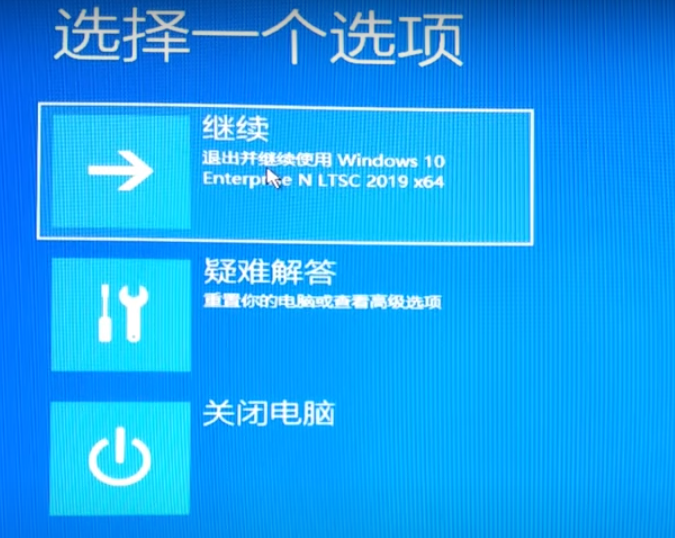 选择一个选项
继续
退出并继续使用 Windows 10
Enterprise N LTSC 2019 x64
疑难解答
重置你的电脑或查看高级选项
关闭电脑